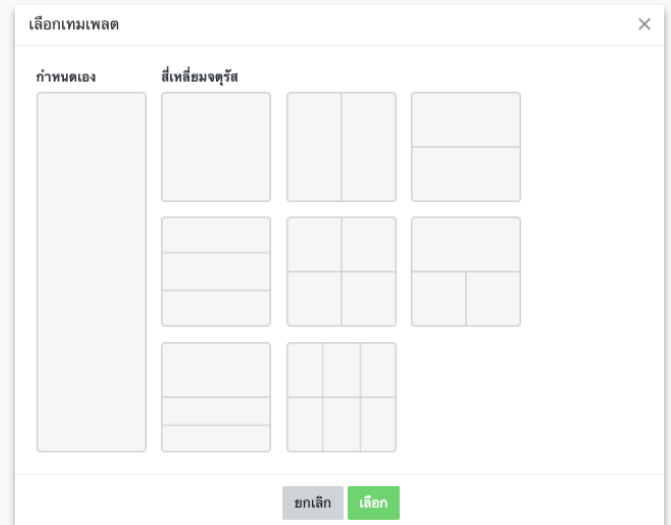 เลือกเทมเพลต
กำหนดเอง
สี่เหลี่ยมจตุรัส
ยกเลิก
เลือก